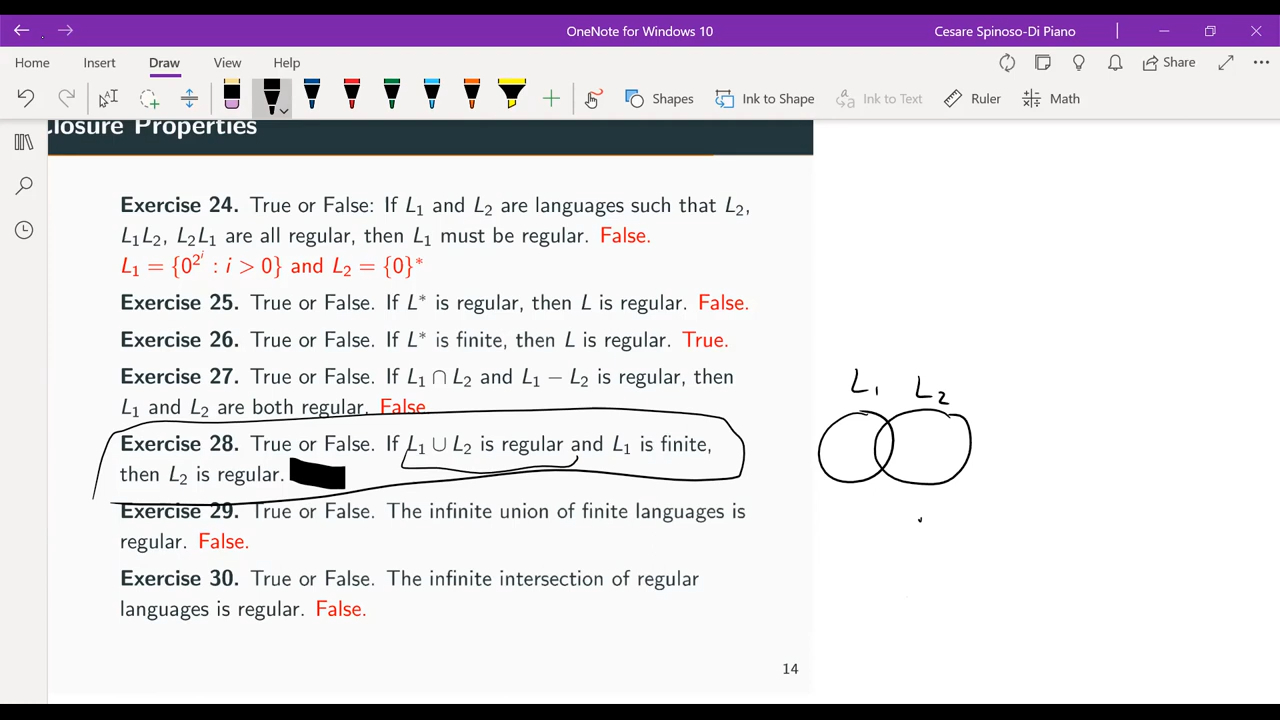 OneNote for Windows 10
Cesare Spinoso-Di Piano
Home Insert Draw View Help
Share
Shapes Ink to Shape Ink to Text Ruler Math
losure Properties
Exercise 24. True or False: If L₁ and L₂ are languages such that L₂,
L₁L₂, L₂L₁ are all regular, then L₁ must be regular. False.
L₁ = {0^{2^i} : i > 0} and L₂ = {0}*
Exercise 25. True or False. If L* is regular, then L is regular. False.
Exercise 26. True or False. If L* is finite, then L is regular. True.
Exercise 27. True or False. If L₁ ∩ L₂ and L₁ − L₂ is regular, then
L₁ and L₂ are both regular. False
Exercise 28. True or False. If L₁ ∪ L₂ is regular and L₁ is finite,
then L₂ is regular.
Exercise 29. True or False. The infinite union of finite languages is
regular. False.
Exercise 30. True or False. The infinite intersection of regular
languages is regular. False.
14
L₁ L₂